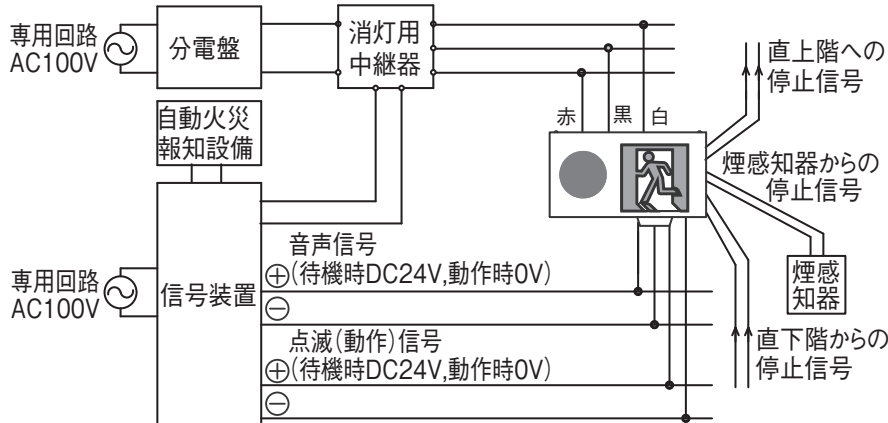 専用回路
AC100V
分電盤
消灯用
中継器
直上階への
停止信号
赤
黒
白
自動火災
報知設備
煙感知器からの
停止信号
音声信号
⊕(待機時DC24V,動作時0V)
⊖
専用回路
AC100V
信号装置
煙感
知器
点滅(動作)信号
⊕(待機時DC24V,動作時0V)
⊖
直下階からの
停止信号